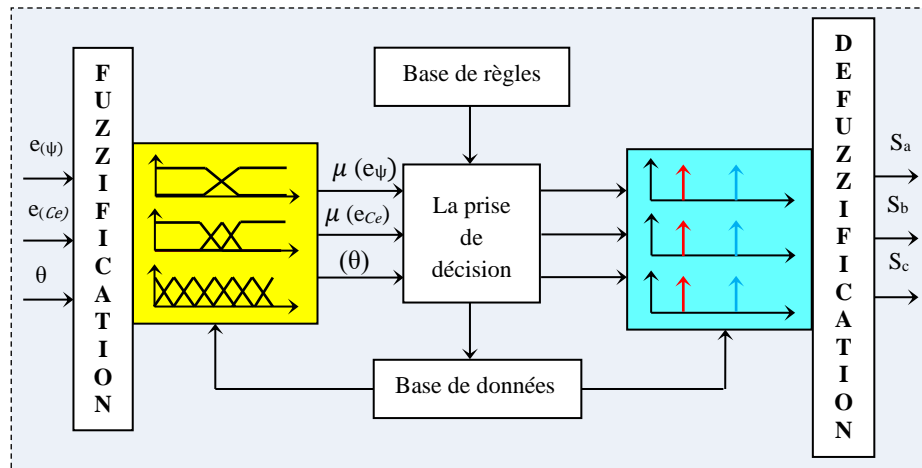 FUZZIFICATION
DEFUZZIFICATION
Base de règles
e(ψ)
e(Ce)
θ
μ (eψ)
μ (eCe)
(θ)
La prise
de
décision
Base de données
Sa
Sb
Sc